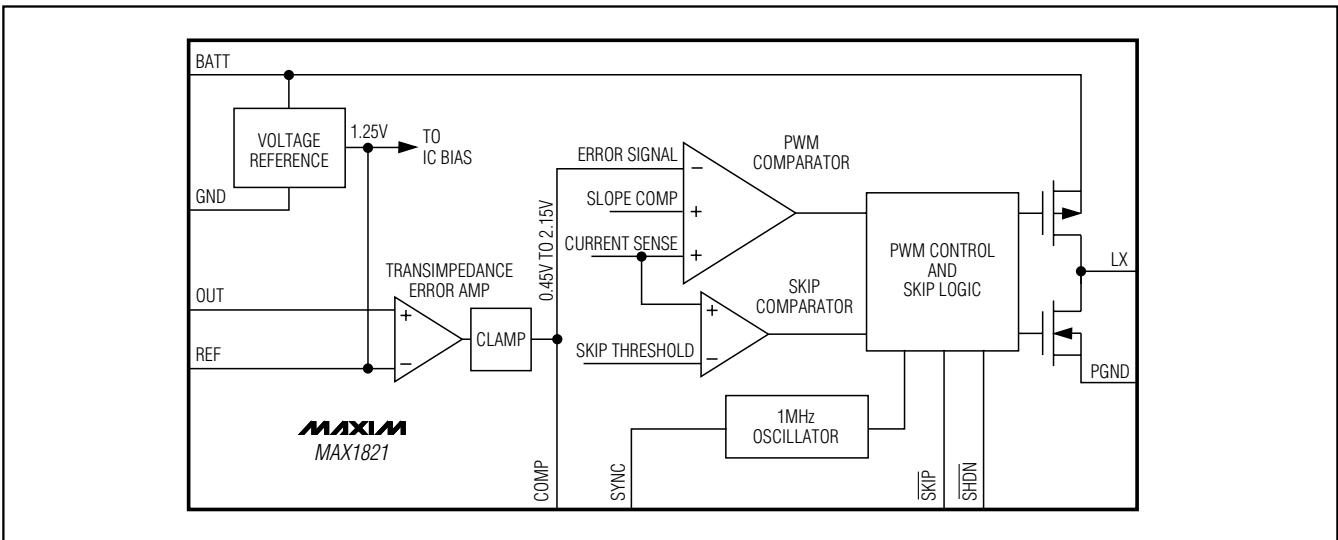 BATT
VOLTAGE
REFERENCE
1.25V
TO
IC BIAS
GND
OUT
REF
TRANSIMPEDANCE
ERROR AMP
+
−
CLAMP
0.45V TO 2.15V
ERROR SIGNAL
SLOPE COMP
CURRENT SENSE
−
+
+
PWM
COMPARATOR
SKIP
COMPARATOR
SKIP THRESHOLD
+
−
PWM CONTROL
AND
SKIP LOGIC
LX
PGND
1MHz
OSCILLATOR
MAXIM
MAX1821
COMP
SYNC
SKIP
SHDN